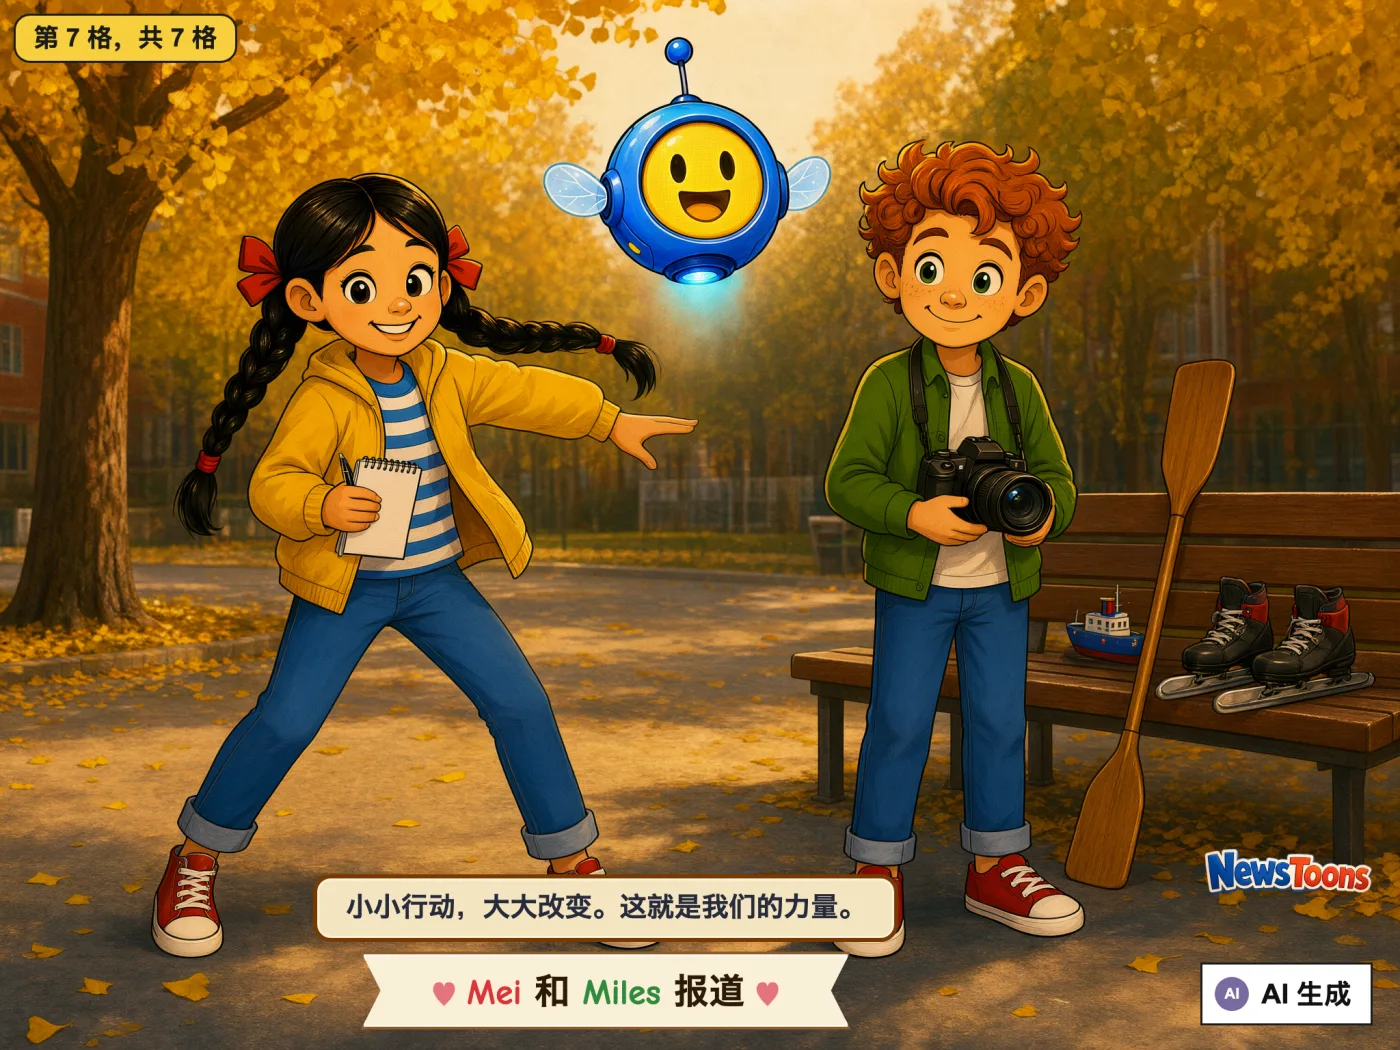 第 7 格，共 7 格
小小行动，大大改变。这就是我们的力量。
Mei 和 Miles 报道
NewsToons
AI AI 生成